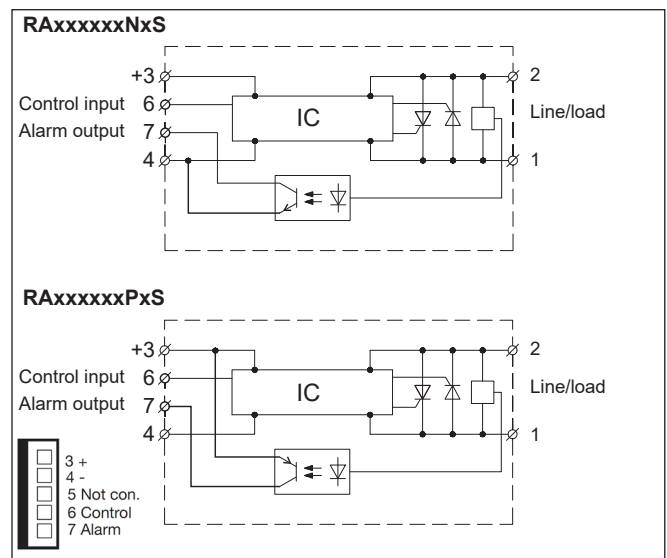 RAxxxxxxNxS
+3
2
Control input 6
IC
Line/load
Alarm output 7
4
1
RAxxxxxxPxS
+3
2
Control input 6
IC
Line/load
Alarm output 7
4
1
3 +
4 -
5 Not con.
6 Control
7 Alarm